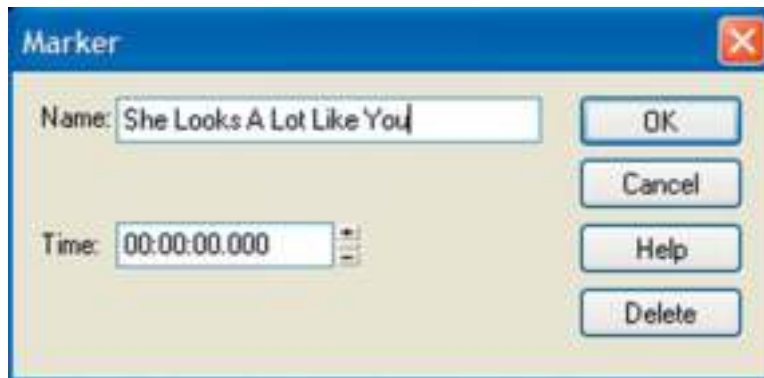 Marker
Name: She Looks A Lot Like You
OK
Cancel
Time: 00:00:00.000
Help
Delete